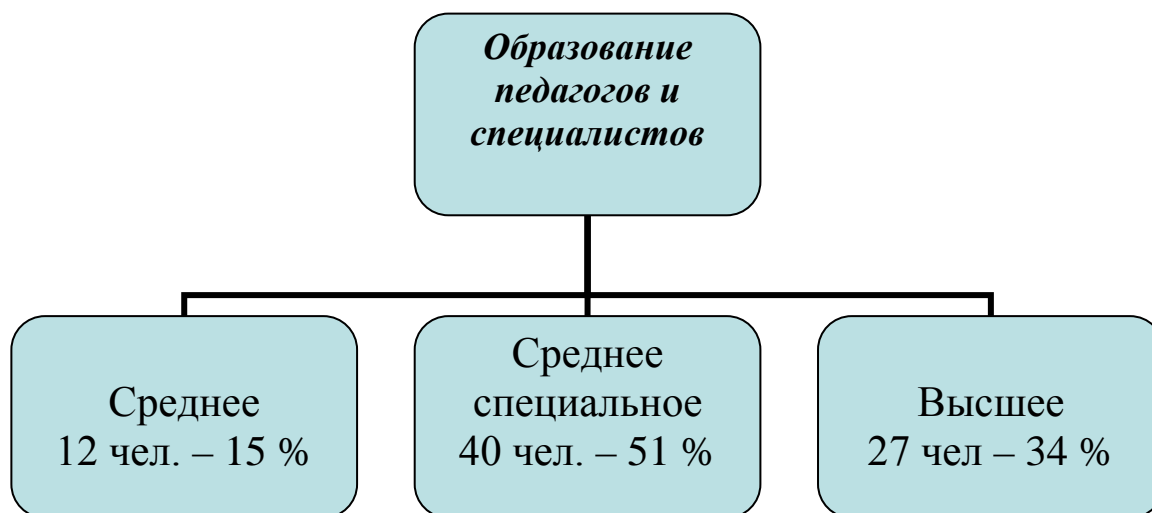 Образование
педагогов и
специалистов
Среднее
12 чел. – 15 %
Среднее
специальное
40 чел. – 51 %
Высшее
27 чел – 34 %